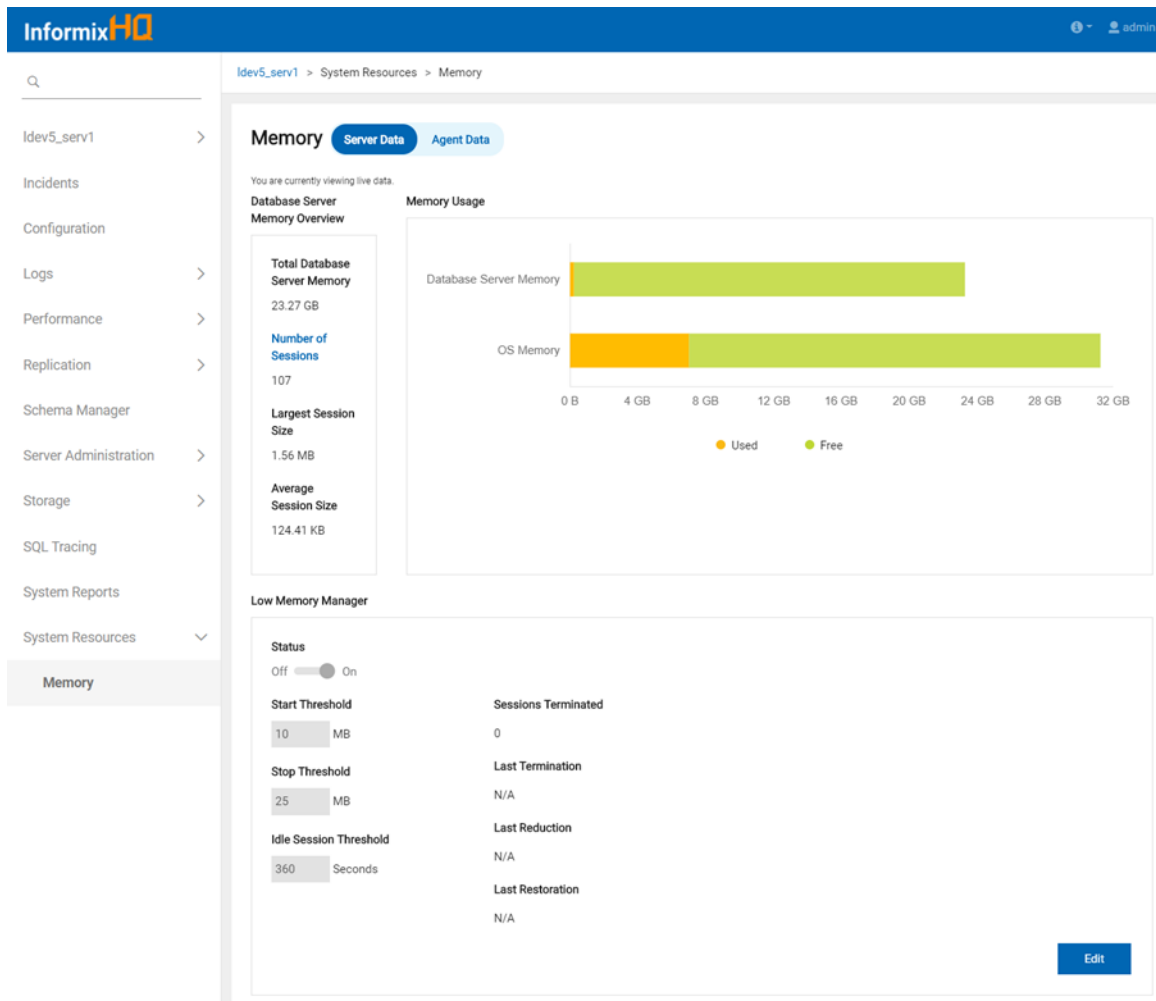 InformixHQ
admin
ldev5_serv1 > System Resources > Memory
ldev5_serv1
Incidents
Configuration
Logs
Performance
Replication
Schema Manager
Server Administration
Storage
SQL Tracing
System Reports
System Resources
Memory
Memory Server Data Agent Data
You are currently viewing live data.
Database Server
Memory Overview
Total Database
Server Memory
23.27 GB
Number of
Sessions
107
Largest Session
Size
1.56 MB
Average
Session Size
124.41 KB
Memory Usage
Database Server Memory
OS Memory
0 B 4 GB 8 GB 12 GB 16 GB 20 GB 24 GB 28 GB 32 GB
Used Free
Low Memory Manager
Status
Off On
Start Threshold
10 MB
Stop Threshold
25 MB
Idle Session Threshold
360 Seconds
Sessions Terminated
0
Last Termination
N/A
Last Reduction
N/A
Last Restoration
N/A
Edit